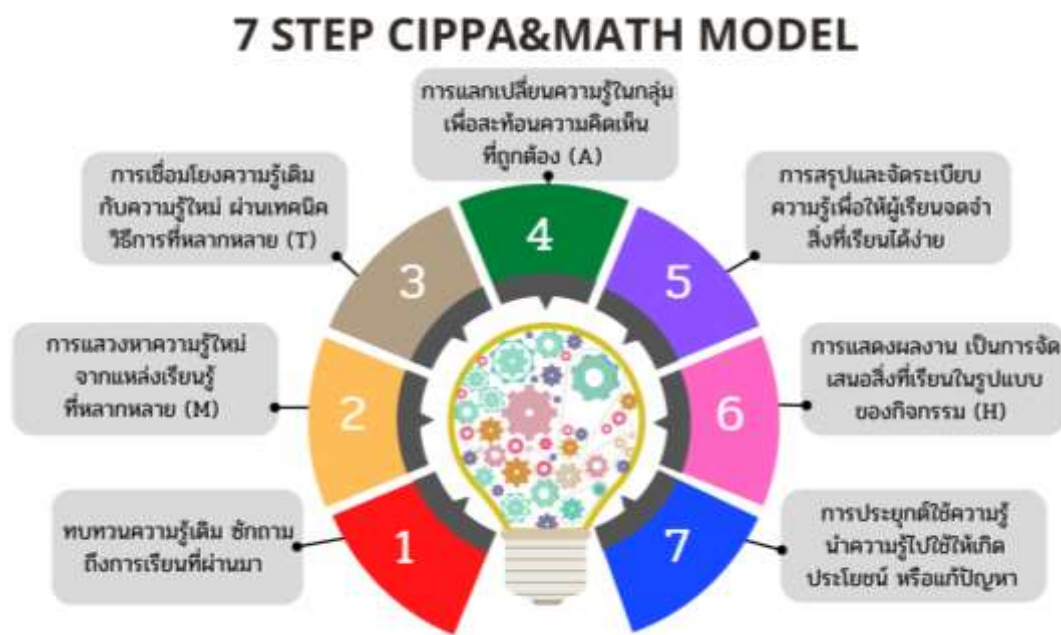 7 STEP CIPPA&MATH MODEL
ทบทวนความรู้เดิม ซักถาม
ถึงการเรียนที่ผ่านมา
1
การแสวงหาความรู้ใหม่
จากแหล่งเรียนรู้
ที่หลากหลาย (M)
2
การเชื่อมโยงความรู้เดิม
กับความรู้ใหม่ ผ่านเทคนิค
วิธีการที่หลากหลาย (T)
3
การแลกเปลี่ยนความรู้ในกลุ่ม
เพื่อสะท้อนความคิดเห็น
ที่ถูกต้อง (A)
4
การสรุปและจัดระเบียบ
ความรู้เพื่อให้ผู้เรียนจดจำ
สิ่งที่เรียนได้ง่าย
5
การแสดงผลงาน เป็นการจัด
เสนอสิ่งที่เรียนในรูปแบบ
ของกิจกรรม (H)
6
การประยุกต์ใช้ความรู้
นำความรู้ไปใช้ให้เกิด
ประโยชน์ หรือแก้ปัญหา
7